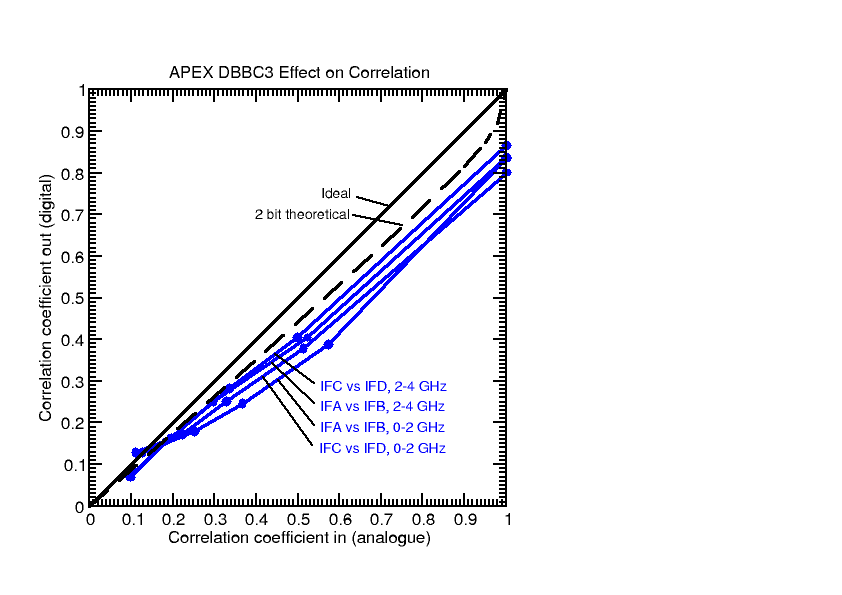 APEX DBBC3 Effect on Correlation
1
0.9
0.8
0.7
0.6
0.5
0.4
0.3
0.2
0.1
0
Correlation coefficient out (digital)
Ideal
2 bit theoretical
IFC vs IFD, 2-4 GHz
IFA vs IFB, 2-4 GHz
IFA vs IFB, 0-2 GHz
IFC vs IFD, 0-2 GHz
0 0.1 0.2 0.3 0.4 0.5 0.6 0.7 0.8 0.9 1
Correlation coefficient in (analogue)